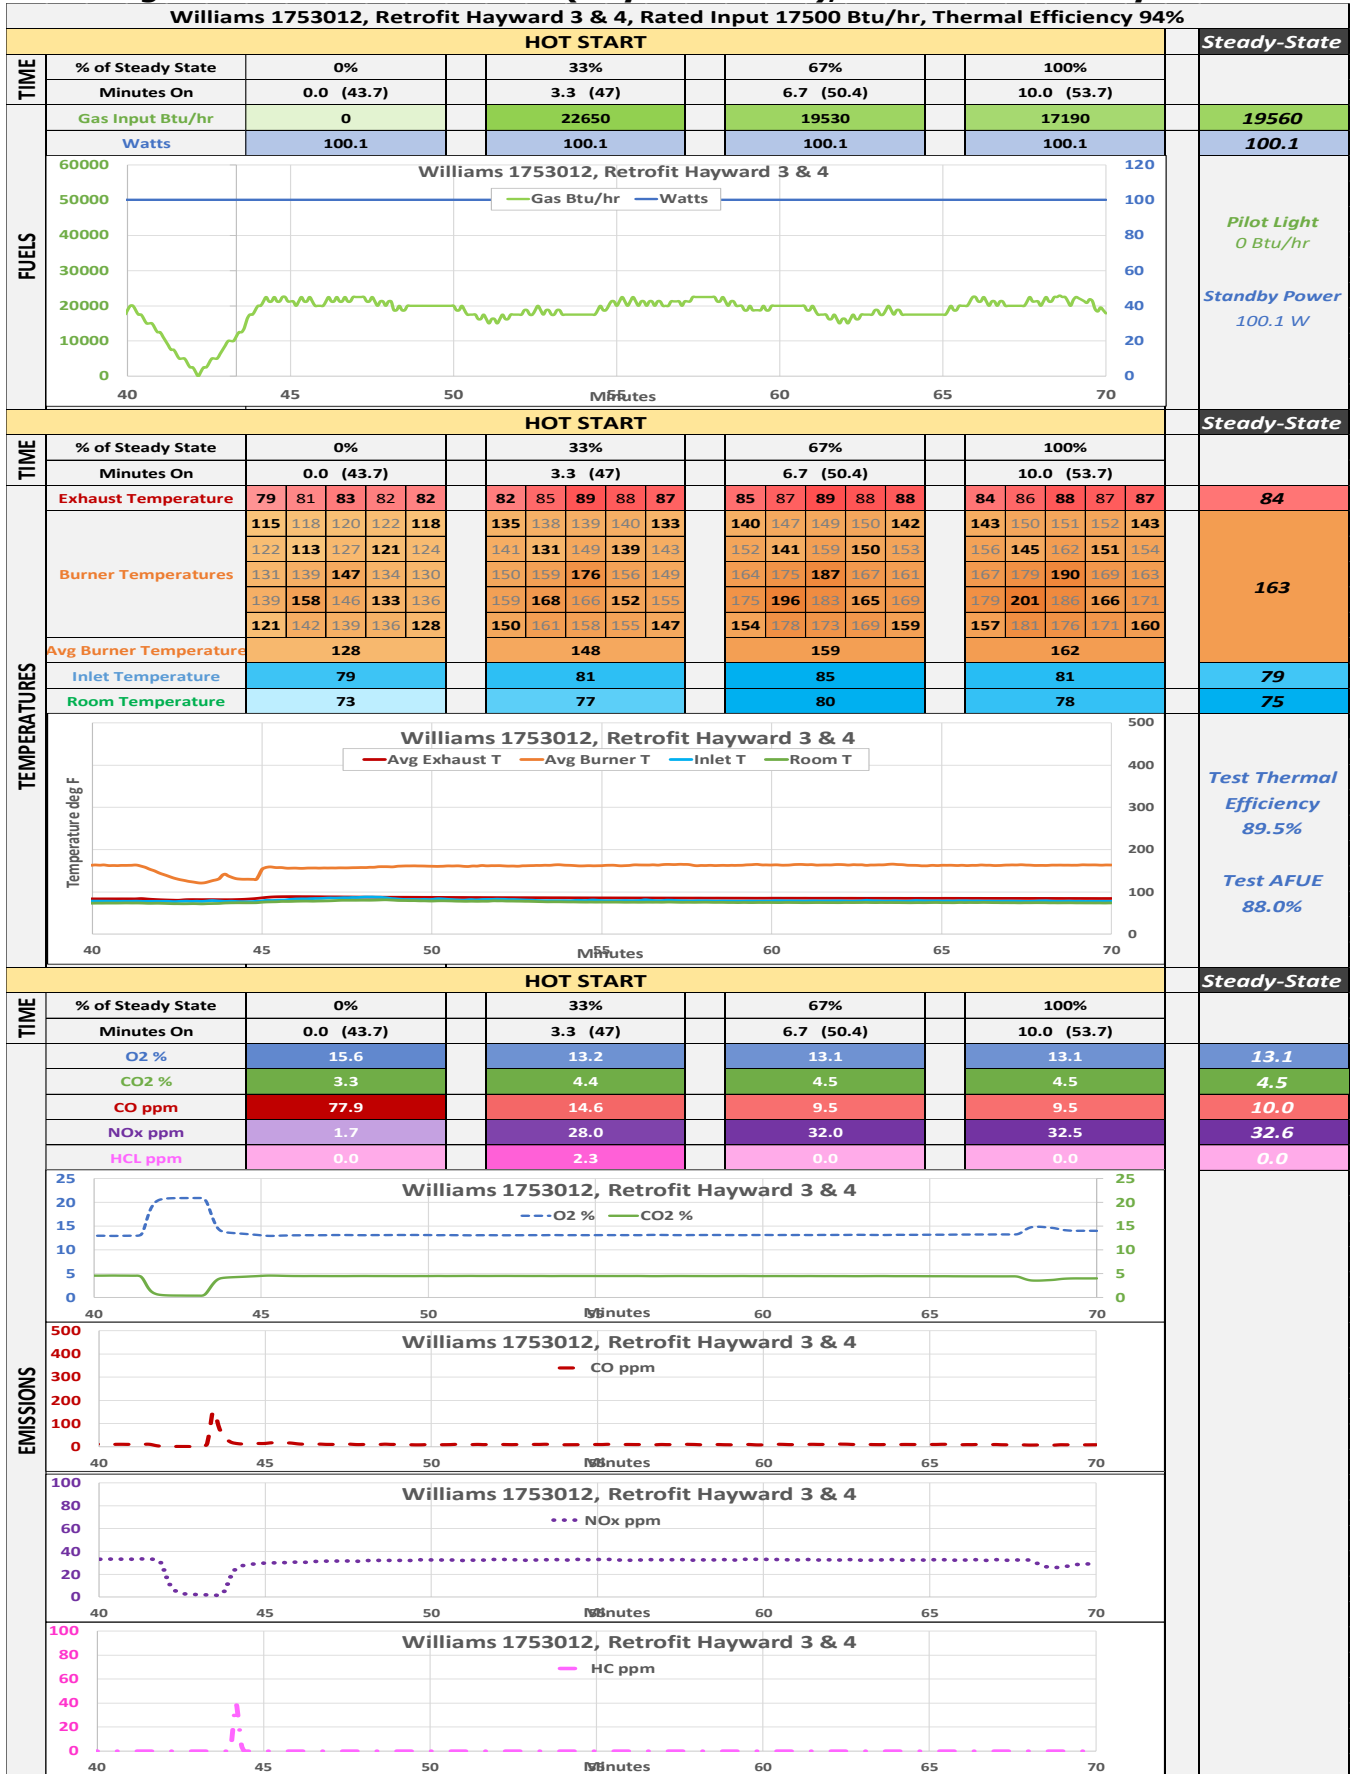 Williams 1753012, Retrofit Hayward 3 & 4, Rated Input 17500 Btu/hr, Thermal Efficiency 94%
HOT START Steady-State
TIME
% of Steady State 0% 33% 67% 100%
Minutes On 0.0 (43.7) 3.3 (47) 6.7 (50.4) 10.0 (53.7)
FUELS
Gas Input Btu/hr 0 22650 19530 17190 19560
Watts 100.1 100.1 100.1 100.1 100.1
Williams 1753012, Retrofit Hayward 3 & 4
Gas Btu/hr Watts
60000 120
50000 100
40000 80
30000 60
20000 40
10000 20
0 0
40 45 50 55 60 65 70
Minutes
Pilot Light
0 Btu/hr
Standby Power
100.1 W
HOT START Steady-State
TIME
% of Steady State 0% 33% 67% 100%
Minutes On 0.0 (43.7) 3.3 (47) 6.7 (50.4) 10.0 (53.7)
TEMPERATURES
Exhaust Temperature 79 81 83 82 82 82 85 89 88 87 85 87 89 88 88 84 86 88 87 87 84
Burner Temperatures
115 118 120 122 118 135 138 139 140 133 140 147 149 150 142 143 150 151 152 143
122 113 127 121 124 141 131 149 139 143 152 141 159 150 153 156 145 162 151 154
131 139 147 134 130 150 159 176 156 149 164 175 187 167 161 167 179 190 169 163
139 158 146 133 136 159 168 166 152 155 175 196 183 165 169 179 201 186 166 171
121 142 139 136 128 150 161 158 155 147 154 178 173 169 159 157 181 176 171 160
163
Avg Burner Temperature 128 148 159 162
Inlet Temperature 79 81 85 81 79
Room Temperature 73 77 80 78 75
Williams 1753012, Retrofit Hayward 3 & 4
Avg Exhaust T Avg Burner T Inlet T Room T
Temperature deg F
500
400
300
200
100
0
40 45 50 55 60 65 70
Minutes
Test Thermal
Efficiency
89.5%
Test AFUE
88.0%
HOT START Steady-State
TIME
% of Steady State 0% 33% 67% 100%
Minutes On 0.0 (43.7) 3.3 (47) 6.7 (50.4) 10.0 (53.7)
EMISSIONS
O2 % 15.6 13.2 13.1 13.1 13.1
CO2 % 3.3 4.4 4.5 4.5 4.5
CO ppm 77.9 14.6 9.5 9.5 10.0
NOx ppm 1.7 28.0 32.0 32.5 32.6
HCL ppm 0.0 2.3 0.0 0.0 0.0
Williams 1753012, Retrofit Hayward 3 & 4
O2 % CO2 %
25 25
20 20
15 15
10 10
5 5
0 0
40 45 50 55 60 65 70
Minutes
Williams 1753012, Retrofit Hayward 3 & 4
CO ppm
500
400
300
200
100
0
40 45 50 55 60 65 70
Minutes
Williams 1753012, Retrofit Hayward 3 & 4
NOx ppm
100
80
60
40
20
0
40 45 50 55 60 65 70
Minutes
Williams 1753012, Retrofit Hayward 3 & 4
HC ppm
100
80
60
40
20
0
40 45 50 55 60 65 70
Minutes